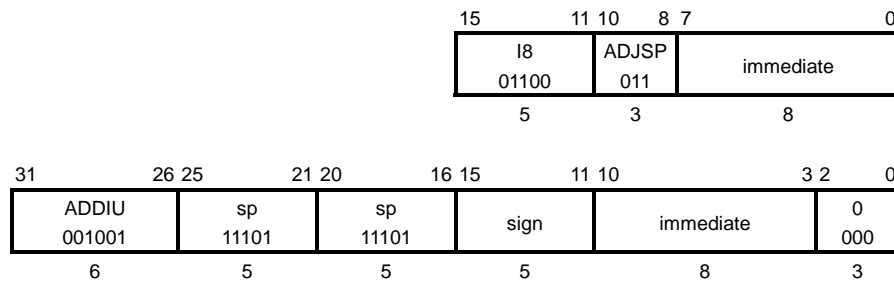 15 11 10 8 7 0
I8 ADJSP immediate
01100 011
5 3 8
31 26 25 21 20 16 15 11 10 3 2 0
ADDIU sp sp sign immediate 0
001001 11101 11101 000
6 5 5 5 8 3